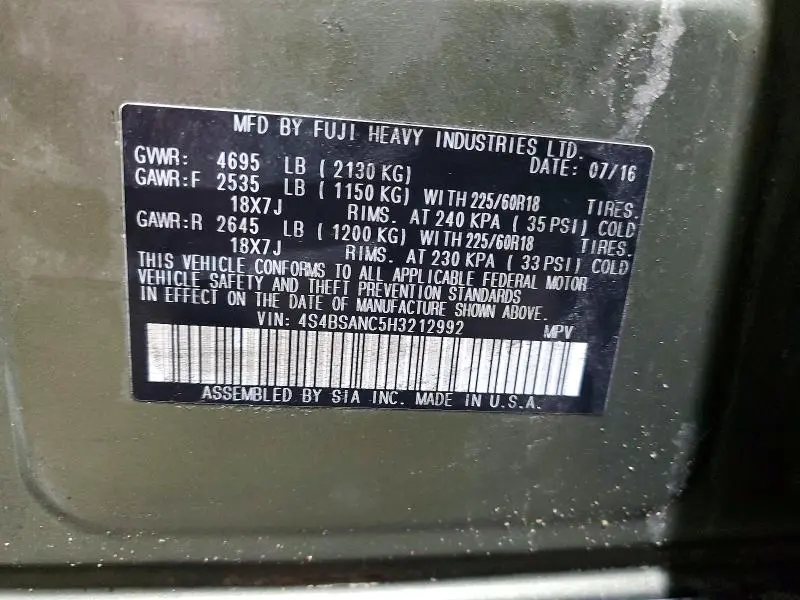 MFD BY FUJI HEAVY INDUSTRIES LTD.
DATE: 07/16
GVWR: 4695 LB ( 2130 KG)
GAWR:F 2535 LB ( 1150 KG) WITH 225/60R18 TIRES.
18X7J RIMS. AT 240 KPA ( 35 PSI) COLD
GAWR:R 2645 LB ( 1200 KG) WITH 225/60R18 TIRES.
18X7J RIMS. AT 230 KPA ( 33 PSI) COLD
THIS VEHICLE CONFORMS TO ALL APPLICABLE FEDERAL MOTOR
VEHICLE SAFETY AND THEFT PREVENTION STANDARDS
IN EFFECT ON THE DATE OF MANUFACTURE SHOWN ABOVE.
VIN: 4S4BSANC5H3212992 MPV
ASSEMBLED BY SIA INC. MADE IN U.S.A.